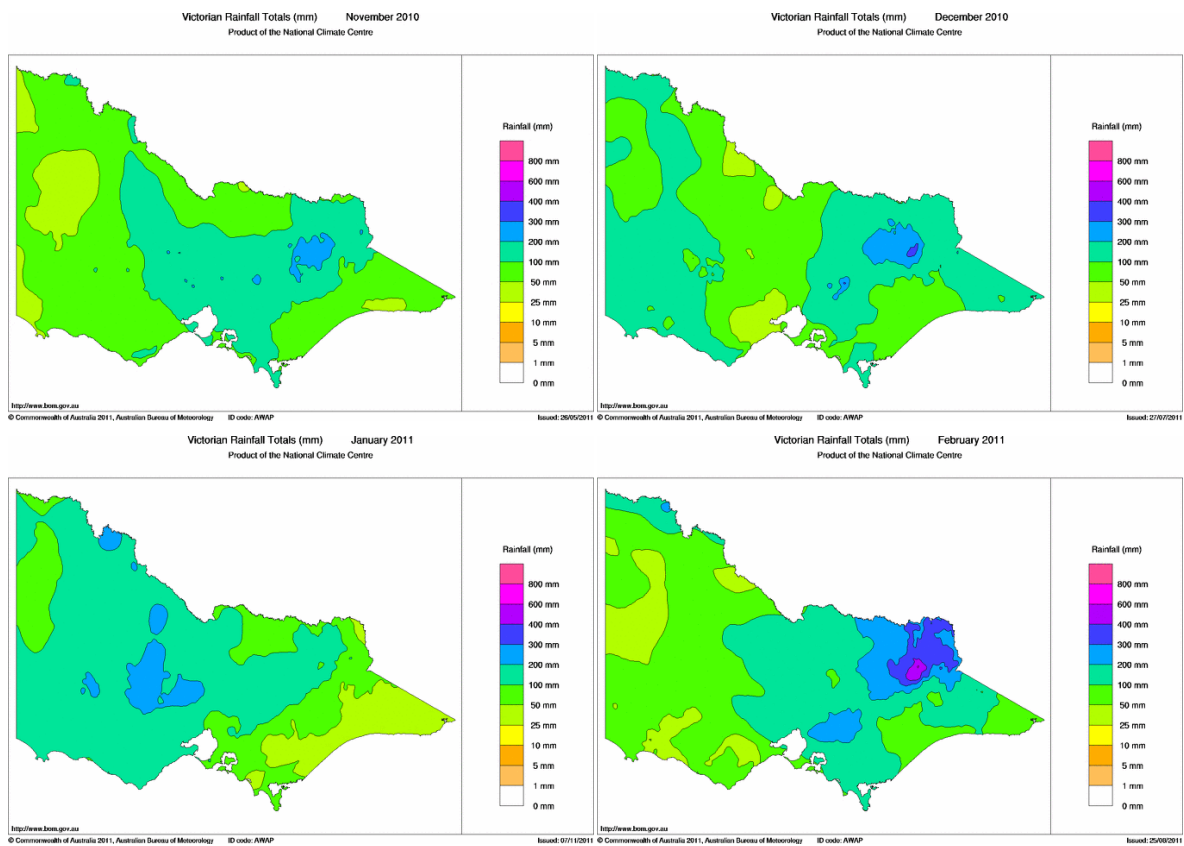 Victorian Rainfall Totals (mm) November 2010
Product of the National Climate Centre
Rainfall (mm)
800 mm
600 mm
400 mm
300 mm
200 mm
100 mm
50 mm
25 mm
10 mm
5 mm
1 mm
0 mm
http://www.bom.gov.au
© Commonwealth of Australia 2011, Australian Bureau of Meteorology ID code: AWAP Issued: 26/05/2011
Victorian Rainfall Totals (mm) December 2010
Product of the National Climate Centre
Rainfall (mm)
800 mm
600 mm
400 mm
300 mm
200 mm
100 mm
50 mm
25 mm
10 mm
5 mm
1 mm
0 mm
http://www.bom.gov.au
© Commonwealth of Australia 2011, Australian Bureau of Meteorology ID code: AWAP Issued: 27/07/2011
Victorian Rainfall Totals (mm) January 2011
Product of the National Climate Centre
Rainfall (mm)
800 mm
600 mm
400 mm
300 mm
200 mm
100 mm
50 mm
25 mm
10 mm
5 mm
1 mm
0 mm
http://www.bom.gov.au
© Commonwealth of Australia 2011, Australian Bureau of Meteorology ID code: AWAP Issued: 07/11/2011
Victorian Rainfall Totals (mm) February 2011
Product of the National Climate Centre
Rainfall (mm)
800 mm
600 mm
400 mm
300 mm
200 mm
100 mm
50 mm
25 mm
10 mm
5 mm
1 mm
0 mm
http://www.bom.gov.au
© Commonwealth of Australia 2011, Australian Bureau of Meteorology ID code: AWAP Issued: 25/08/2011